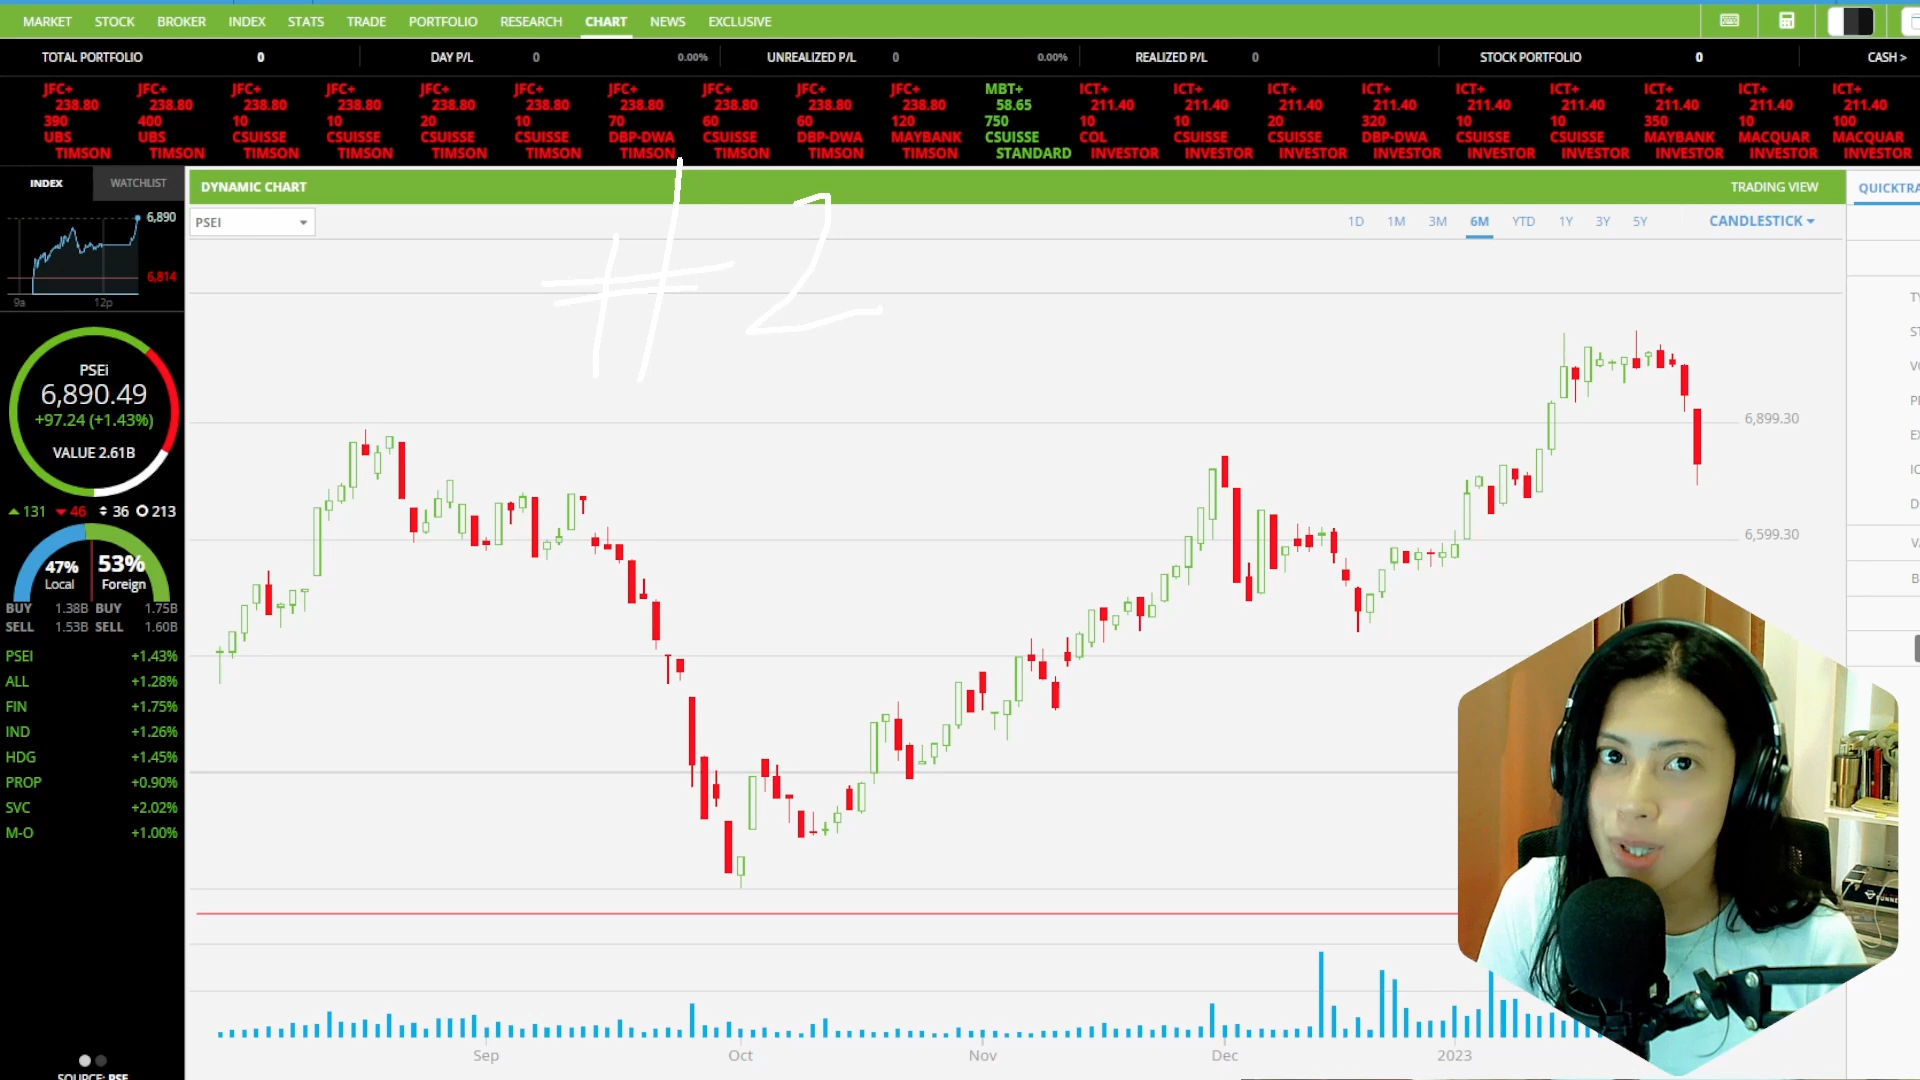 MARKET STOCK BROKER INDEX STATS TRADE PORTFOLIO RESEARCH CHART NEWS EXCLUSIVE
TOTAL PORTFOLIO 0 DAY P/L 0 0.00% UNREALIZED P/L 0 0.00% REALIZED P/L 0 STOCK PORTFOLIO 0 CASH >
JFC+ JFC+ JFC+ JFC+ JFC+ JFC+ JFC+ JFC+ JFC+ JFC+ MBT+ ICT+ ICT+ ICT+ ICT+ ICT+ ICT+ ICT+ ICT+ ICT+
238.80 238.80 238.80 238.80 238.80 238.80 238.80 238.80 238.80 238.80 58.65 211.40 211.40 211.40 211.40 211.40 211.40 211.40 211.40 211.40
390 400 10 10 20 10 70 60 60 120 750 10 10 20 320 10 10 350 10 100
UBS UBS CSUISSE CSUISSE CSUISSE CSUISSE DBP-DWA CSUISSE DBP-DWA MAYBANK CSUISSE COL CSUISSE CSUISSE DBP-DWA CSUISSE CSUISSE MAYBANK MACQUAR MACQUAR
TIMSON TIMSON TIMSON TIMSON TIMSON TIMSON TIMSON TIMSON TIMSON TIMSON STANDARD INVESTOR INVESTOR INVESTOR INVESTOR INVESTOR INVESTOR INVESTOR INVESTOR INVESTOR
INDEX WATCHLIST
6,890
6,814
9a 12p
PSEi
6,890.49
+97.24 (+1.43%)
VALUE 2.61B
131 46 36 213
47% 53%
Local Foreign
BUY 1.38B BUY 1.75B
SELL 1.53B SELL 1.60B
PSEI +1.43%
ALL +1.28%
FIN +1.75%
IND +1.26%
HDG +1.45%
PROP +0.90%
SVC +2.02%
M-O +1.00%
SOURCE: PSE
DYNAMIC CHART TRADING VIEW QUICKTRA
PSEI 1D 1M 3M 6M YTD 1Y 3Y 5Y CANDLESTICK
#2
6,899.30
6,599.30
Sep Oct Nov Dec 2023